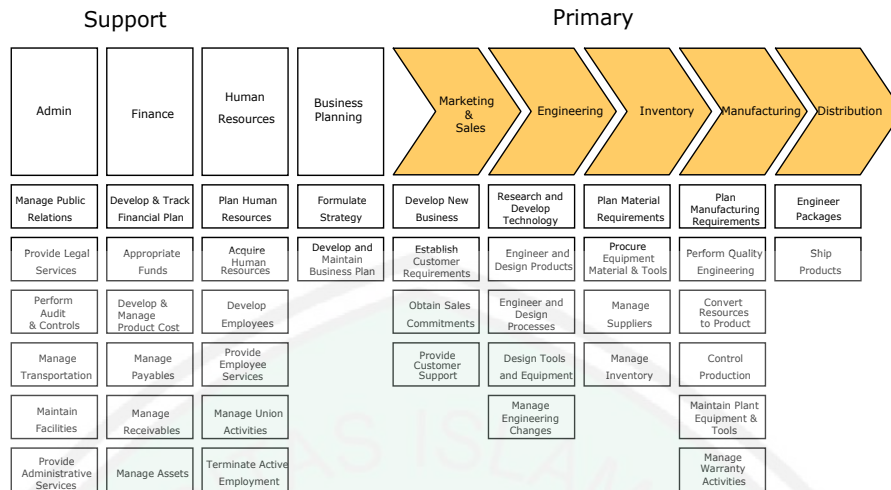 Support
Primary
Admin
Finance
Human
Resources
Business
Planning
Marketing
&
Sales
Engineering
Inventory
Manufacturing
Distribution
Manage Public
Relations
Develop & Track
Financial Plan
Plan Human
Resources
Formulate
Strategy
Develop New
Business
Research and
Develop
Technology
Plan Material
Requirements
Plan
Manufacturing
Requirements
Engineer
Packages
Provide Legal
Services
Appropriate
Funds
Acquire
Human
Resources
Develop and
Maintain
Business Plan
Establish
Customer
Requirements
Engineer and
Design Products
Procure
Equipment
Material & Tools
Perform Quality
Engineering
Ship
Products
Perform
Audit
& Controls
Develop &
Manage
Product Cost
Develop
Employees
Obtain Sales
Commitments
Engineer and
Design
Processes
Manage
Suppliers
Convert
Resources
to Product
Manage
Transportation
Manage
Payables
Provide
Employee
Services
Provide
Customer
Support
Design Tools
and Equipment
Manage
Inventory
Control
Production
Maintain
Facilities
Manage
Receivables
Manage Union
Activities
Manage
Engineering
Changes
Maintain Plant
Equipment &
Tools
Provide
Administrative
Services
Manage Assets
Terminate Active
Employment
Manage
Warranty
Activities